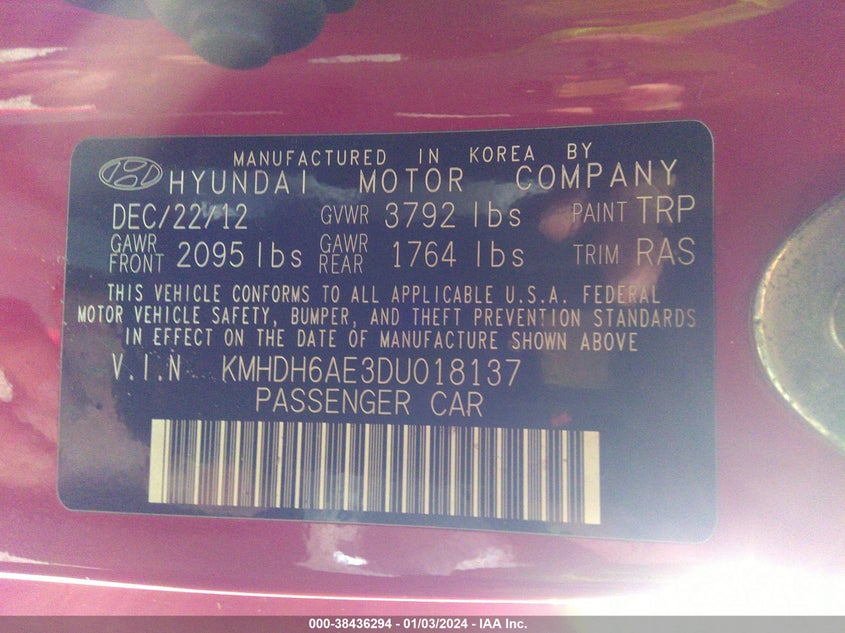 MANUFACTURED IN KOREA BY
HYUNDAI MOTOR COMPANY
DEC/22/12 GVWR 3792 lbs PAINT TRP
GAWR FRONT 2095 lbs GAWR REAR 1764 lbs TRIM RAS
THIS VEHICLE CONFORMS TO ALL APPLICABLE U.S.A. FEDERAL
MOTOR VEHICLE SAFETY, BUMPER, AND THEFT PREVENTION STANDARDS
IN EFFECT ON THE DATE OF MANUFACTURE SHOWN ABOVE
V.I.N KMHDH6AE3DU018137
PASSENGER CAR
000-38436294 - 01/03/2024 - IAA Inc.